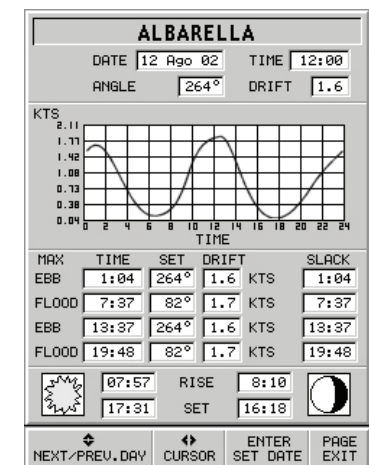 ALBARELLA
DATE 12 Ago 02 TIME 12:00
ANGLE 264° DRIFT 1.6
KTS
2.11
1.77
1.42
1.08
0.73
0.38
0.04
0 2 4 6 8 10 12 14 16 18 20 22 24
TIME
MAX TIME SET DRIFT SLACK
EBB 1:04 264° 1.6 KTS 1:04
FLOOD 7:37 82° 1.7 KTS 7:37
EBB 13:37 264° 1.6 KTS 13:37
FLOOD 19:48 82° 1.7 KTS 19:48
07:57 RISE 8:10
17:31 SET 16:18
NEXT/PREV.DAY CURSOR ENTER SET DATE PAGE EXIT